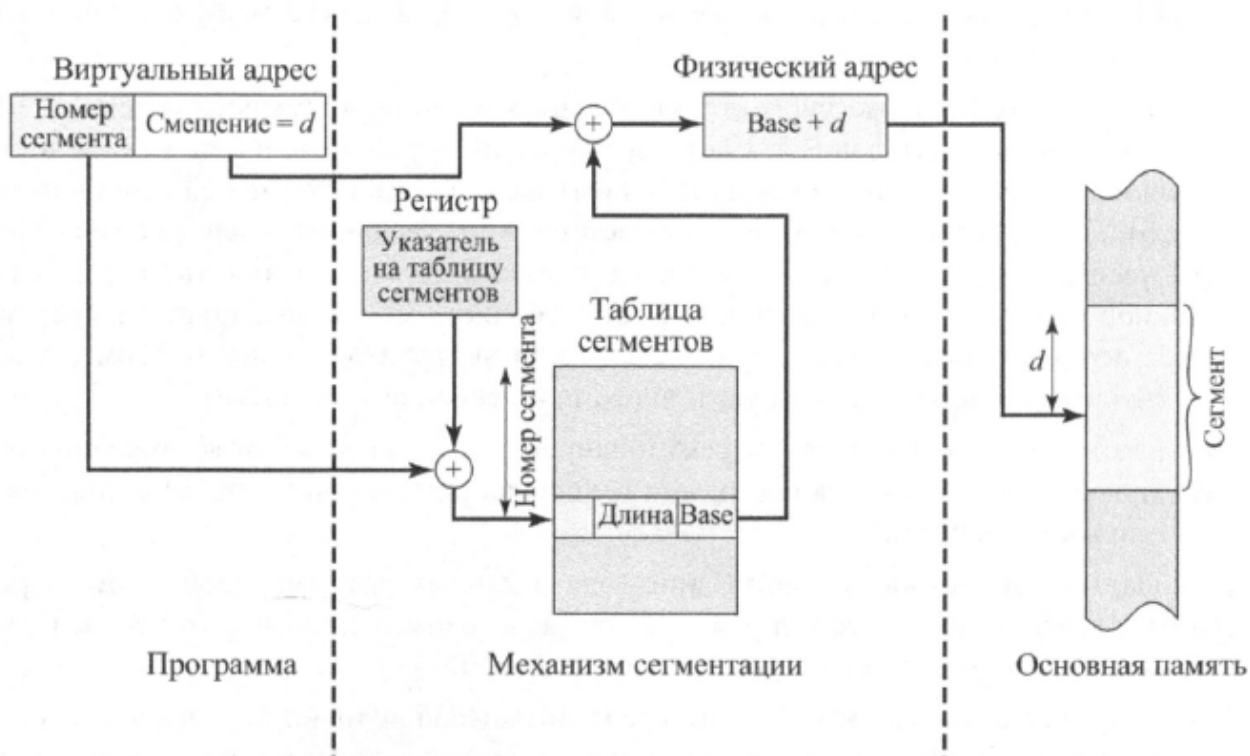 Виртуальный адрес
Номер
сегмента
Смещение = d
Физический адрес
+
Base + d
Регистр
Указатель
на таблицу
сегментов
Таблица
сегментов
Номер сегмента
+
Длина
Base
d
Сегмент
Программа
Механизм сегментации
Основная память